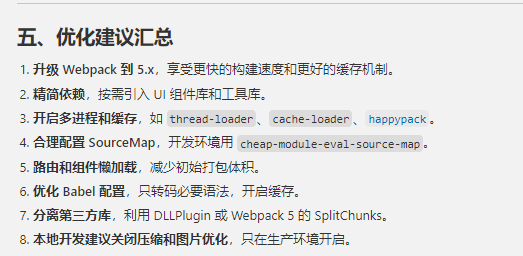 五、优化建议汇总
1. 升级 Webpack 到 5.x，享受更快的构建速度和更好的缓存机制。
2. 精简依赖，按需引入 UI 组件库和工具库。
3. 开启多进程和缓存，如 thread-loader、cache-loader、happypack。
4. 合理配置 SourceMap，开发环境用 cheap-module-eval-source-map。
5. 路由和组件懒加载，减少初始打包体积。
6. 优化 Babel 配置，只转码必要语法，开启缓存。
7. 分离第三方库，利用 DLLPlugin 或 Webpack 5 的 SplitChunks。
8. 本地开发建议关闭压缩和图片优化，只在生产环境开启。